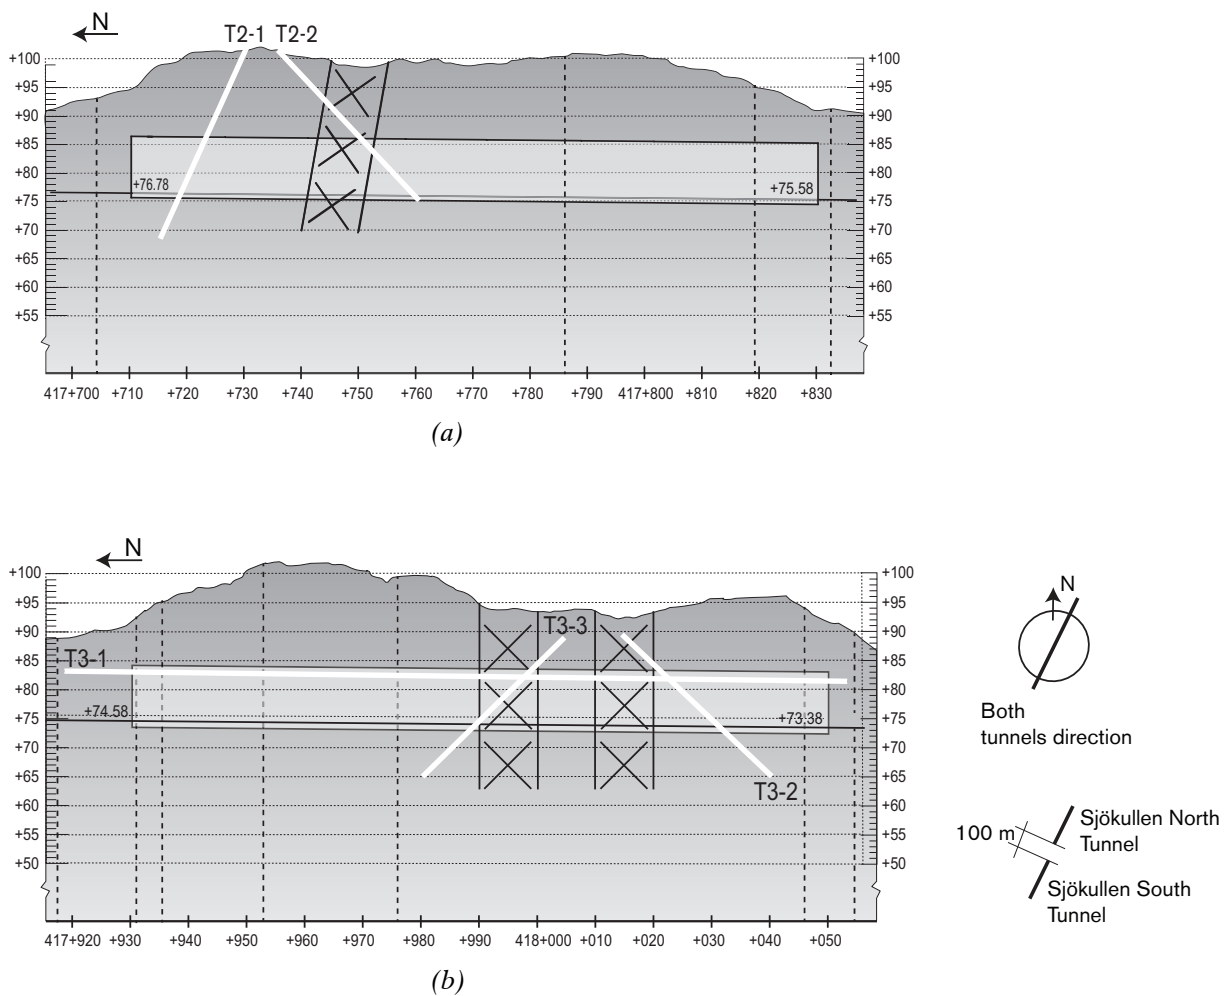 N
T2-1 T2-2
+100 +100
+95 +95
+90 +90
+85 +85
+80 +80
+76.78 +75.58
+75 +75
+70 +70
+65 +65
+60 +60
+55 +55
417+700 +710 +720 +730 +740 +750 +760 +770 +780 +790 417+800 +810 +820 +830
(a)
N
+100 +100
+95 +95
T3-3
+90 +90
T3-1
+85 +85
+80 +80
+74.58 +73,38
+75 +75
+70 +70
+65 +65
T3-2
+60 +60
+55 +55
+50 +50
417+920 +930 +940 +950 +960 +970 +980 +990 418+000 +010 +020 +030 +040 +050
(b)
N
Both
tunnels direction
100 m
Sjökullen North
Tunnel
Sjökullen South
Tunnel